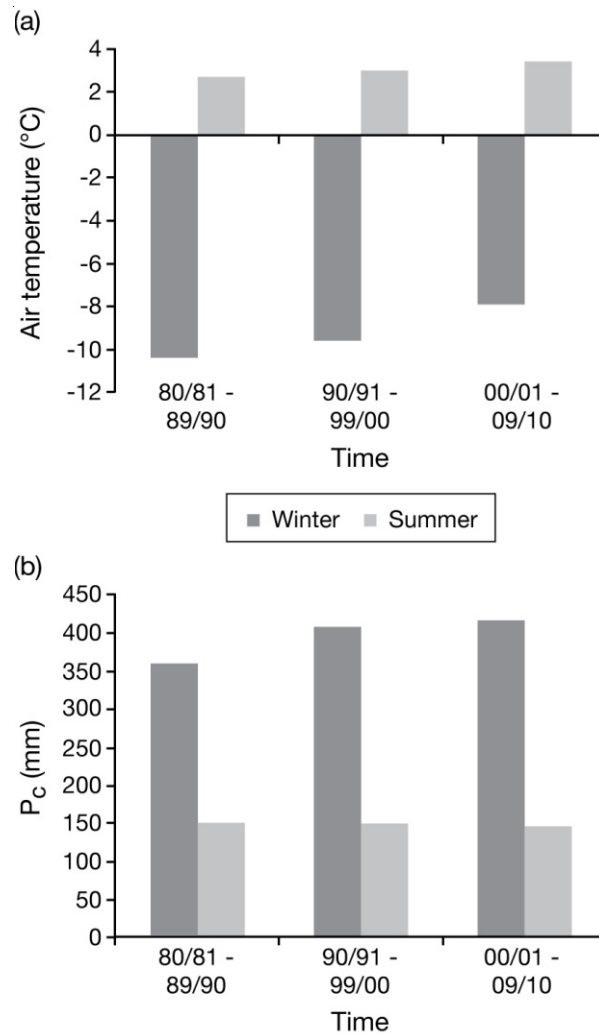 (a)
Air temperature (°C)
4
2
0
-2
-4
-6
-8
-10
-12
80/81 - 90/91 - 00/01 -
89/90 99/00 09/10
Time
Winter Summer
(b)
P_C (mm)
450
400
350
300
250
200
150
100
50
0
80/81 - 90/91 - 00/01 -
89/90 99/00 09/10
Time